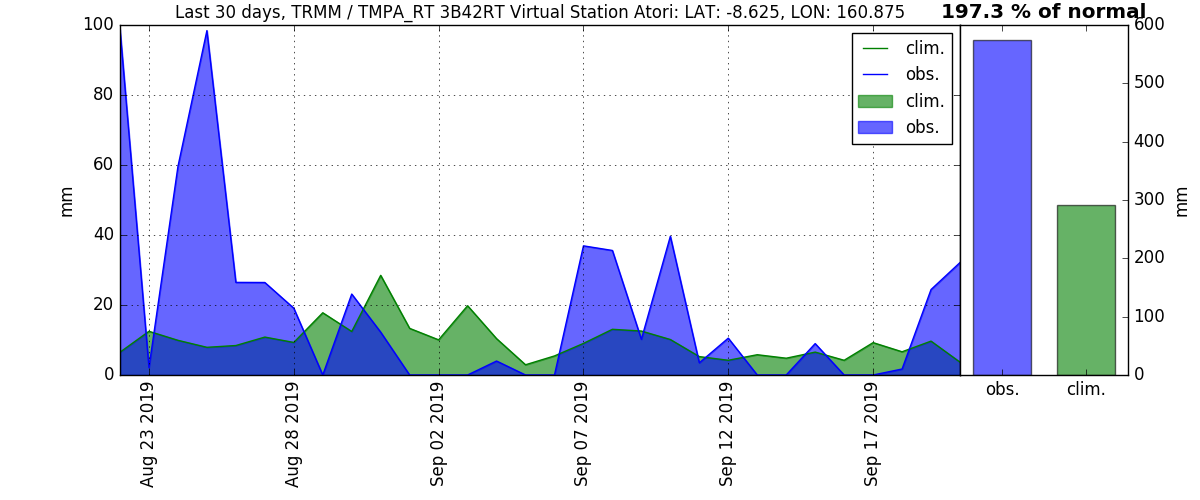 Last 30 days, TRMM / TMPA_RT 3B42RT Virtual Station Atori: LAT: -8.625, LON: 160.875
197.3 % of normal
mm
100
80
60
40
20
0
clim.
obs.
clim.
obs.
Aug 23 2019
Aug 28 2019
Sep 02 2019
Sep 07 2019
Sep 12 2019
Sep 17 2019
600
500
400
300
200
100
0
mm
obs.
clim.